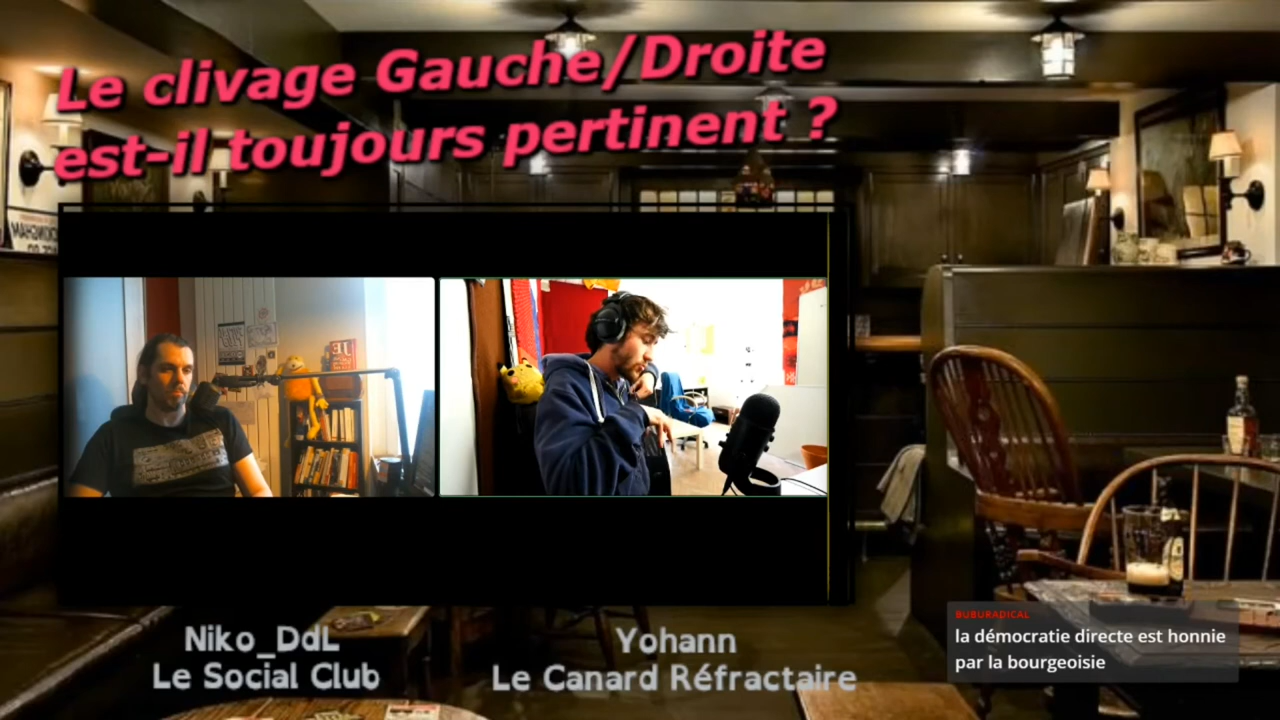 Le clivage Gauche/Droite
est-il toujours pertinent ?
JE
Niko_DdL
Le Social Club
Yohann
Le Canard Réfractaire
BUBURADICAL
la démocratie directe est honnie
par la bourgeoisie